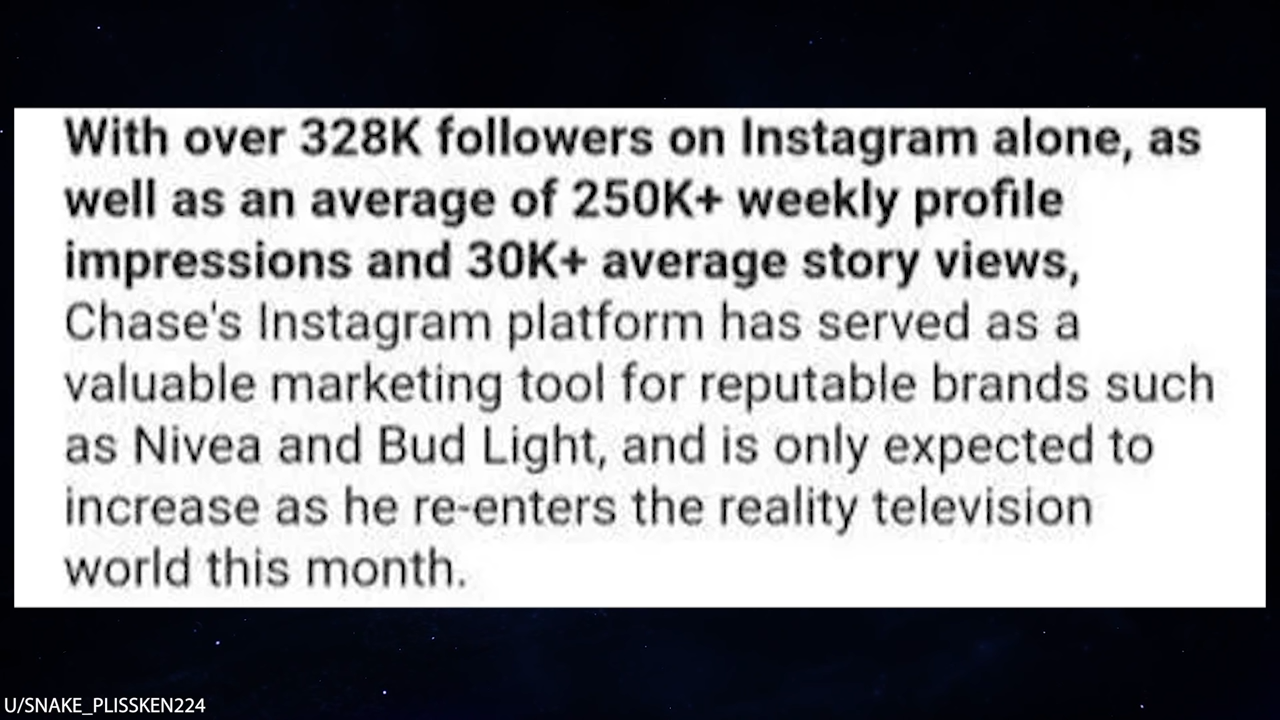 With over 328K followers on Instagram alone, as
well as an average of 250K+ weekly profile
impressions and 30K+ average story views,
Chase's Instagram platform has served as a
valuable marketing tool for reputable brands such
as Nivea and Bud Light, and is only expected to
increase as he re-enters the reality television
world this month.
U/SNAKE_PLISSKEN224